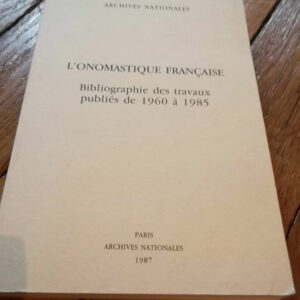 ARCHIVES NATIONALES
L'ONOMASTIQUE FRANÇAISE
Bibliographie des travaux
publiés de 1960 à 1985
PARIS
ARCHIVES NATIONALES
1987